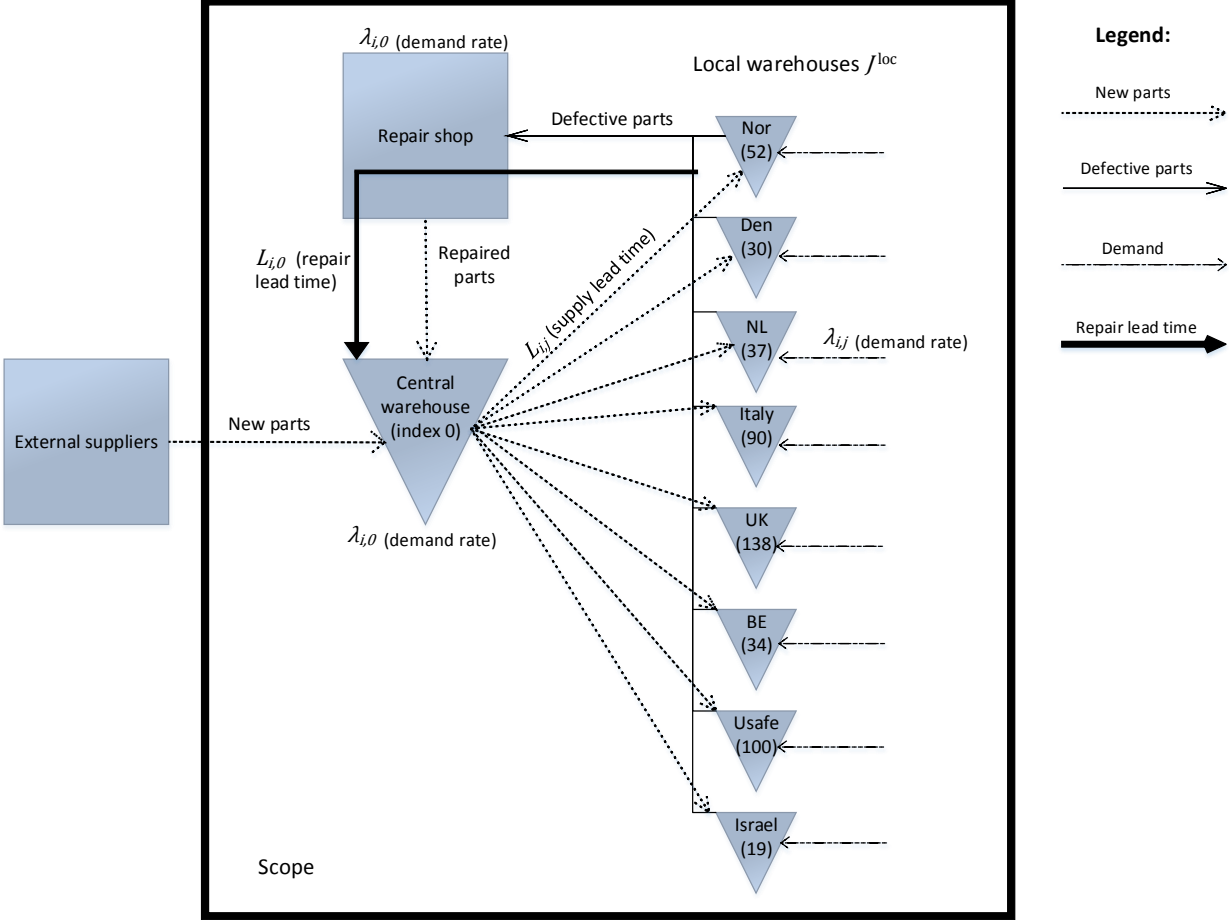 λi,0 (demand rate)
Repair shop
Defective parts
Local warehouses Jloc
Nor
(52)
Den
(30)
NL
(37)
λi,j (demand rate)
Italy
(90)
UK
(138)
BE
(34)
Usafe
(100)
Israel
(19)
Li,0 (repair
lead time)
Repaired
parts
Li,j (supply lead time)
External suppliers
New parts
Central
warehouse
(index 0)
λi,0 (demand rate)
Scope
Legend:
New parts
Defective parts
Demand
Repair lead time